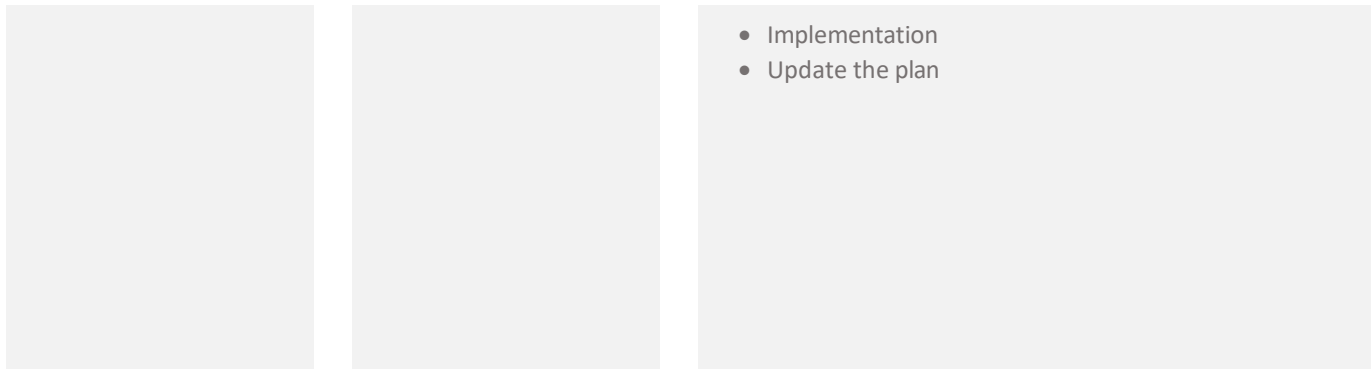 • Implementation
• Update the plan